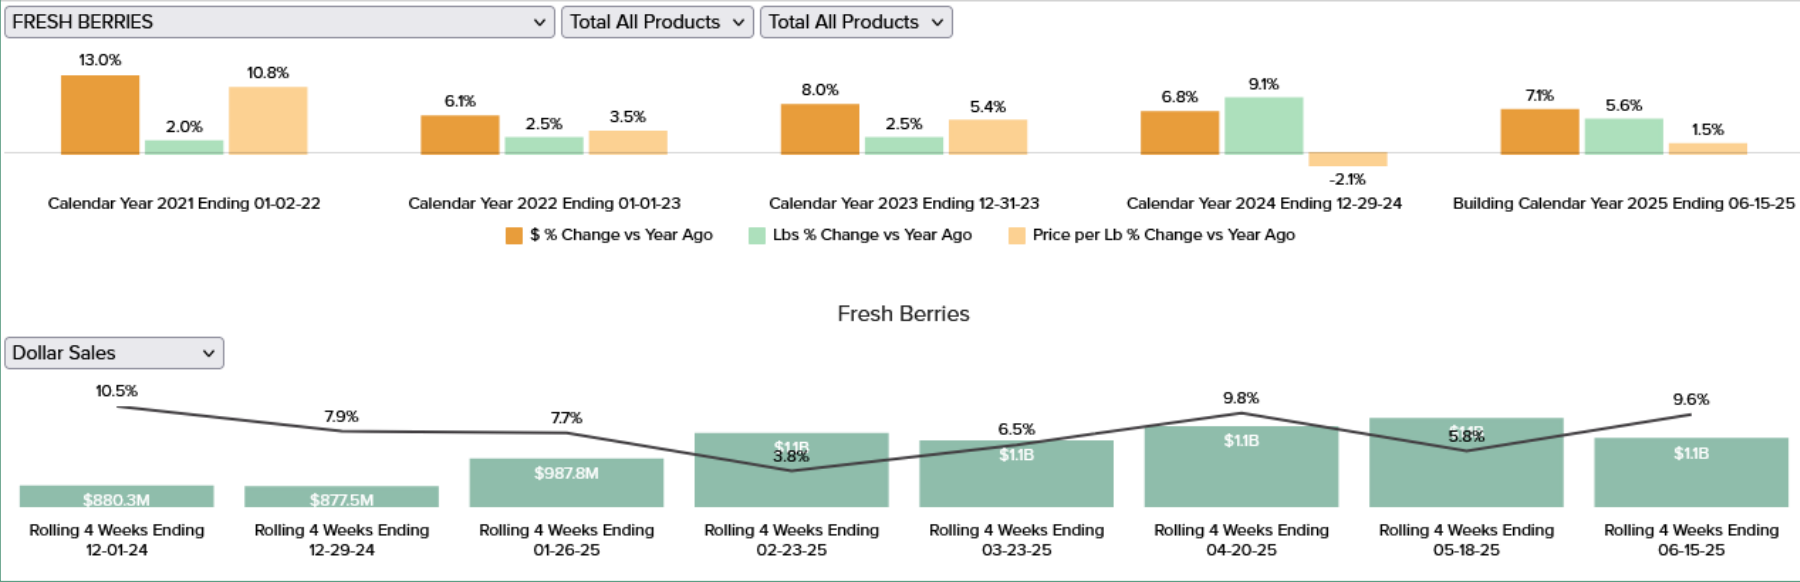 FRESH BERRIES
Total All Products
Total All Products
13.0%
2.0%
10.8%
6.1%
2.5%
3.5%
8.0%
2.5%
5.4%
6.8%
9.1%
-2.1%
7.1%
5.6%
1.5%
Calendar Year 2021 Ending 01-02-22
Calendar Year 2022 Ending 01-01-23
Calendar Year 2023 Ending 12-31-23
Calendar Year 2024 Ending 12-29-24
Building Calendar Year 2025 Ending 06-15-25
$ % Change vs Year Ago
Lbs % Change vs Year Ago
Price per Lb % Change vs Year Ago
Fresh Berries
Dollar Sales
10.5%
7.9%
7.7%
3.8%
6.5%
9.8%
5.8%
9.6%
$880.3M
$877.5M
$987.8M
$1.1B
$1.1B
$1.1B
$1.1B
$1.1B
Rolling 4 Weeks Ending
12-01-24
Rolling 4 Weeks Ending
12-29-24
Rolling 4 Weeks Ending
01-26-25
Rolling 4 Weeks Ending
02-23-25
Rolling 4 Weeks Ending
03-23-25
Rolling 4 Weeks Ending
04-20-25
Rolling 4 Weeks Ending
05-18-25
Rolling 4 Weeks Ending
06-15-25